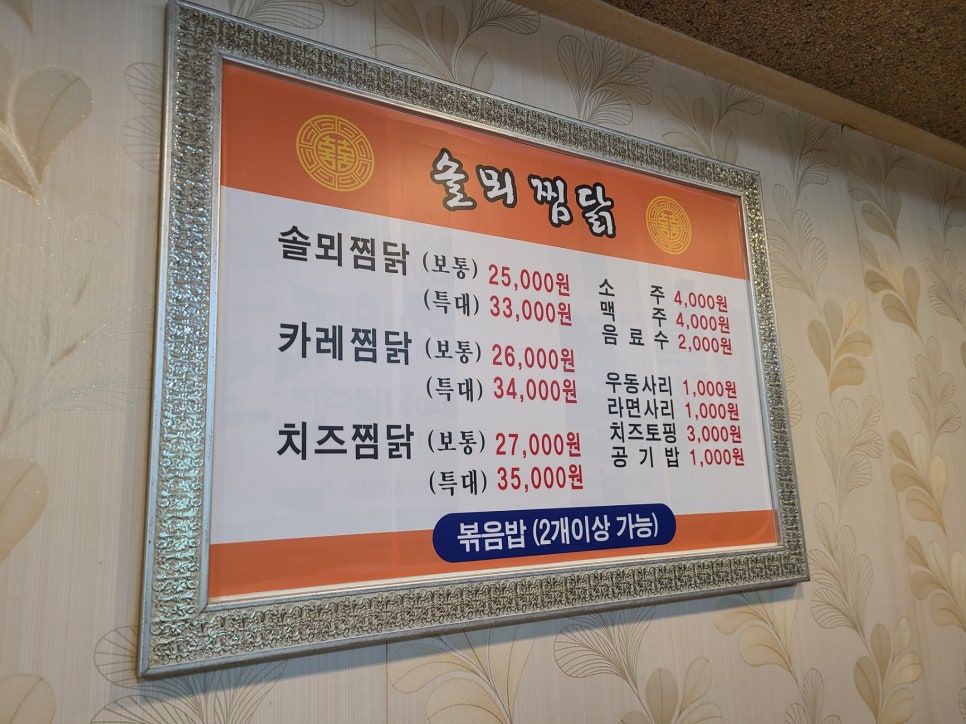 솔뫼찜닭
솔뫼찜닭 (보통) 25,000원
(특대) 33,000원
카레찜닭 (보통) 26,000원
(특대) 34,000원
치즈찜닭 (보통) 27,000원
(특대) 35,000원
소 주 4,000원
맥 주 4,000원
음 료 수 2,000원
우동사리 1,000원
라면사리 1,000원
치즈토핑 3,000원
공 기 밥 1,000원
볶음밥 (2개이상 가능)